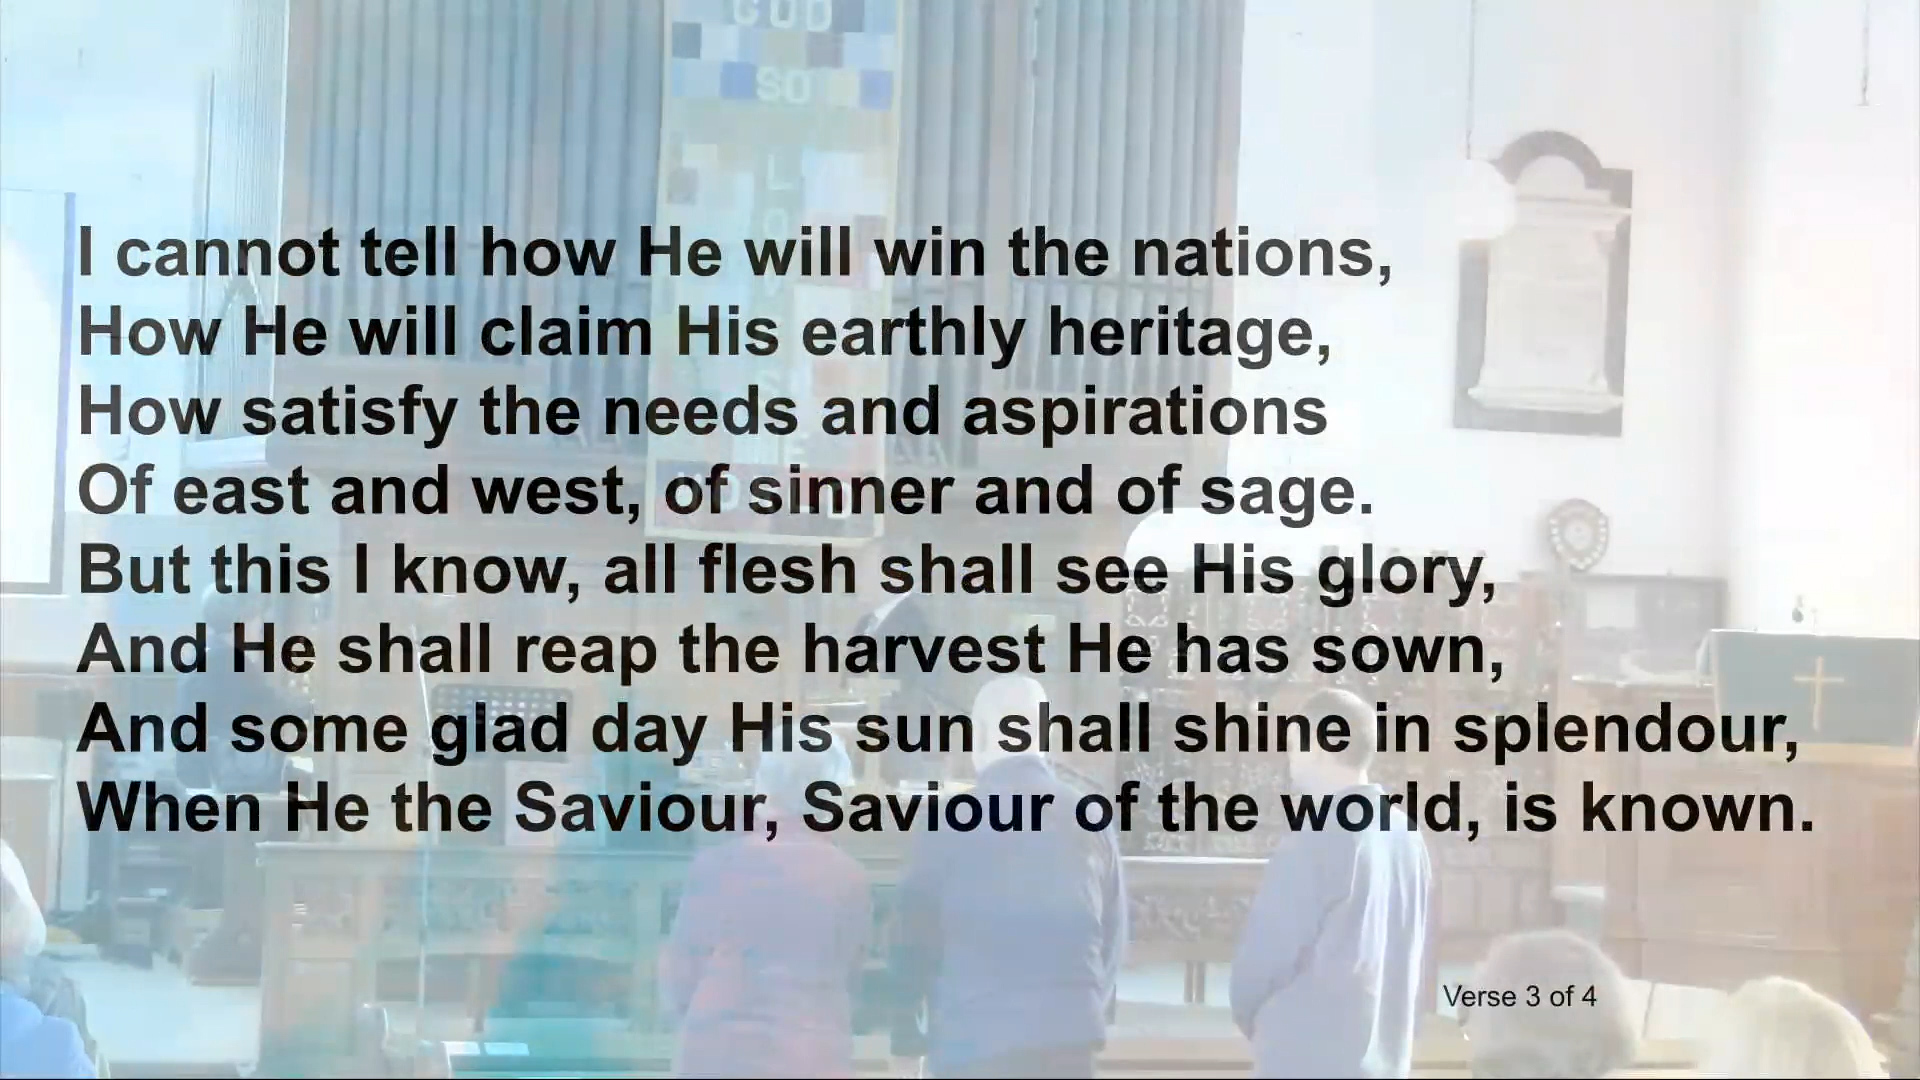 GOD
SO
LOVE
I cannot tell how He will win the nations,
How He will claim His earthly heritage,
How satisfy the needs and aspirations
Of east and west, of sinner and of sage.
But this I know, all flesh shall see His glory,
And He shall reap the harvest He has sown,
And some glad day His sun shall shine in splendour,
When He the Saviour, Saviour of the world, is known.
Verse 3 of 4